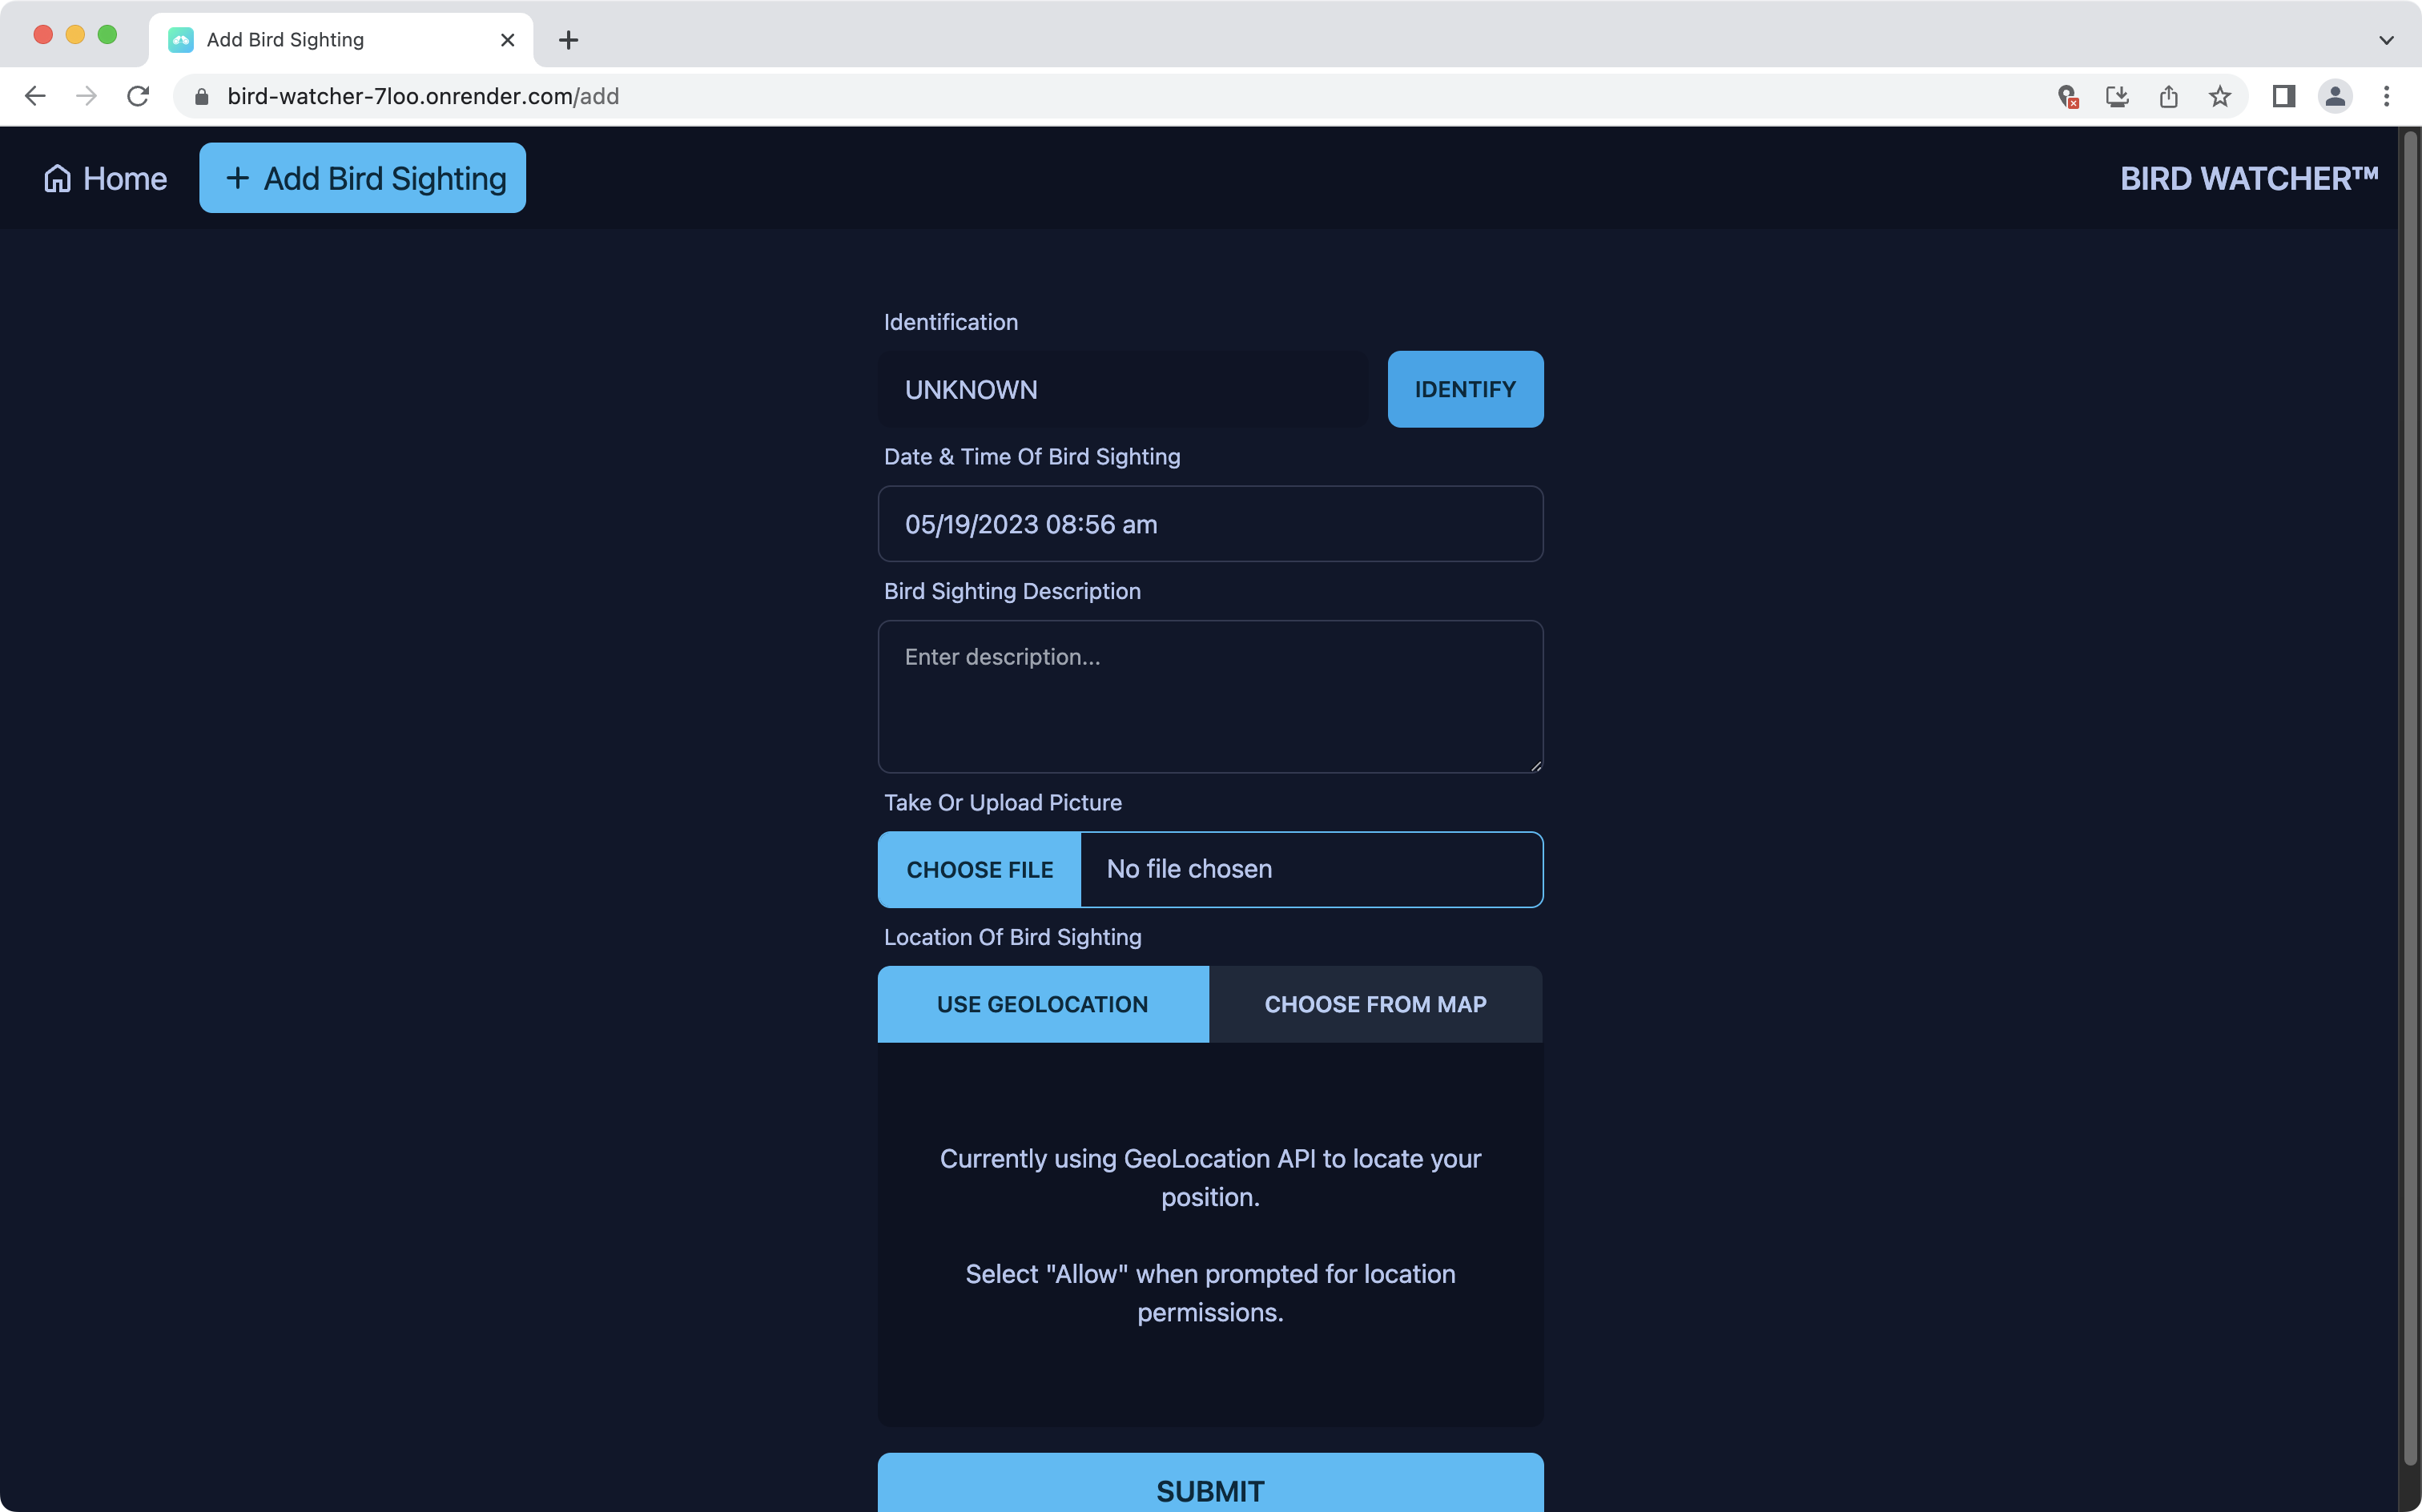 Add Bird Sighting
bird-watcher-7loo.onrender.com/add
Home
+ Add Bird Sighting
BIRD WATCHER™
Identification
UNKNOWN
IDENTIFY
Date & Time Of Bird Sighting
05/19/2023 08:56 am
Bird Sighting Description
Enter description...
Take Or Upload Picture
CHOOSE FILE
No file chosen
Location Of Bird Sighting
USE GEOLOCATION
CHOOSE FROM MAP
Currently using GeoLocation API to locate your
position.
Select "Allow" when prompted for location
permissions.
SUBMIT